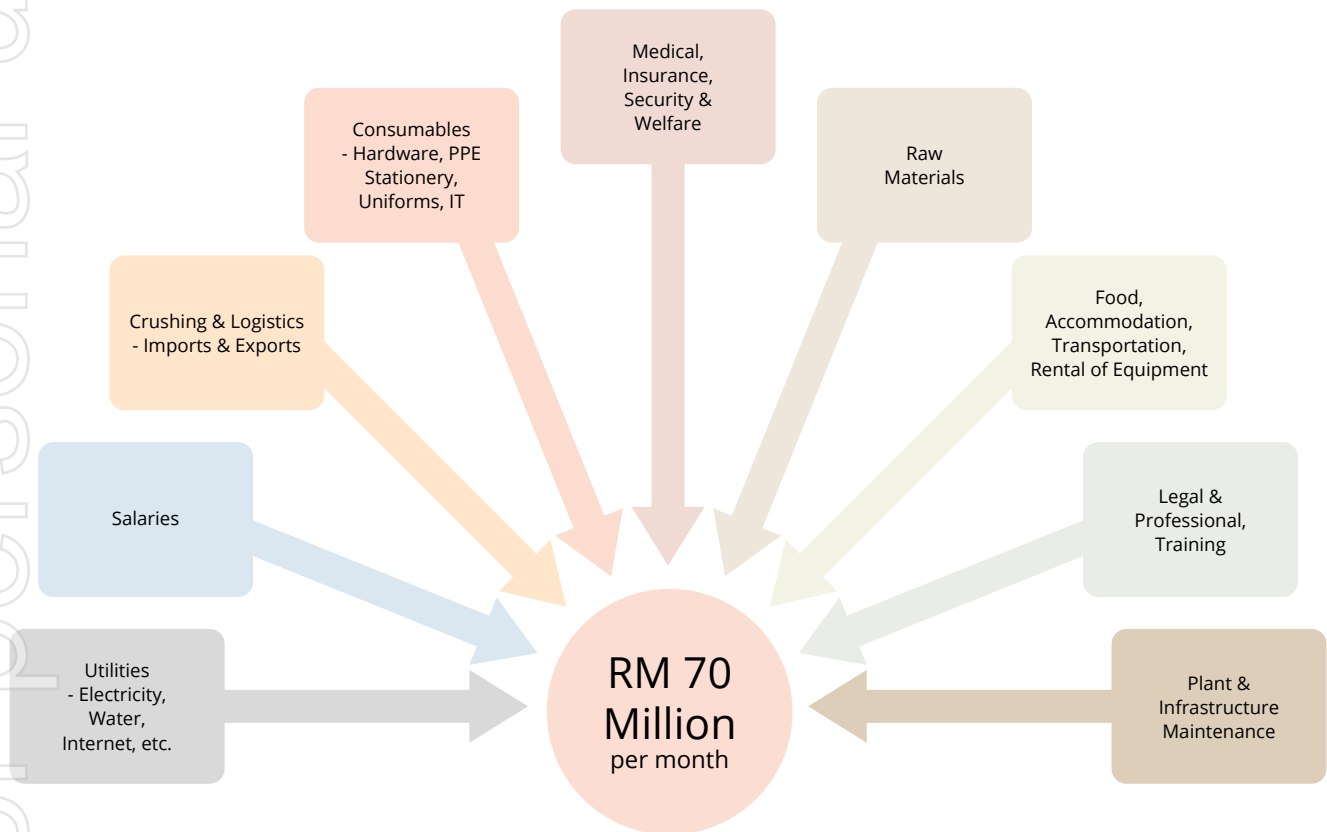 Medical,
Insurance,
Security &
Welfare
Consumables
- Hardware, PPE
Stationery,
Uniforms, IT
Raw
Materials
Crushing & Logistics
- Imports & Exports
Food,
Accommodation,
Transportation,
Rental of Equipment
Salaries
Legal &
Professional,
Training
Utilities
- Electricity,
Water,
Internet, etc.
RM 70
Million
per month
Plant &
Infrastructure
Maintenance